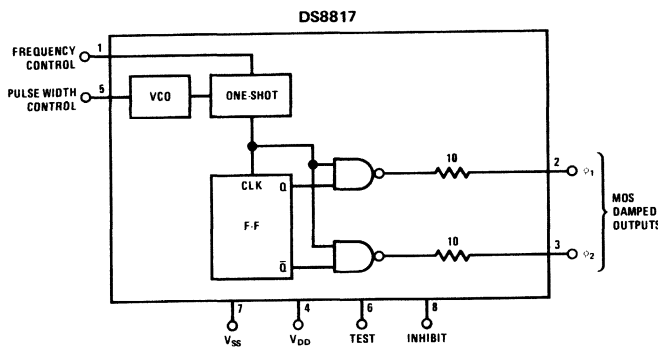 DS8817
FREQUENCY CONTROL
1
PULSE WIDTH CONTROL
5
VCO
ONE-SHOT
CLK
Q
F-F
Q̅
10
2
ϕ1
10
3
ϕ2
MOS DAMPED OUTPUTS
7
4
6
8
VSS
VDD
TEST
INHIBIT